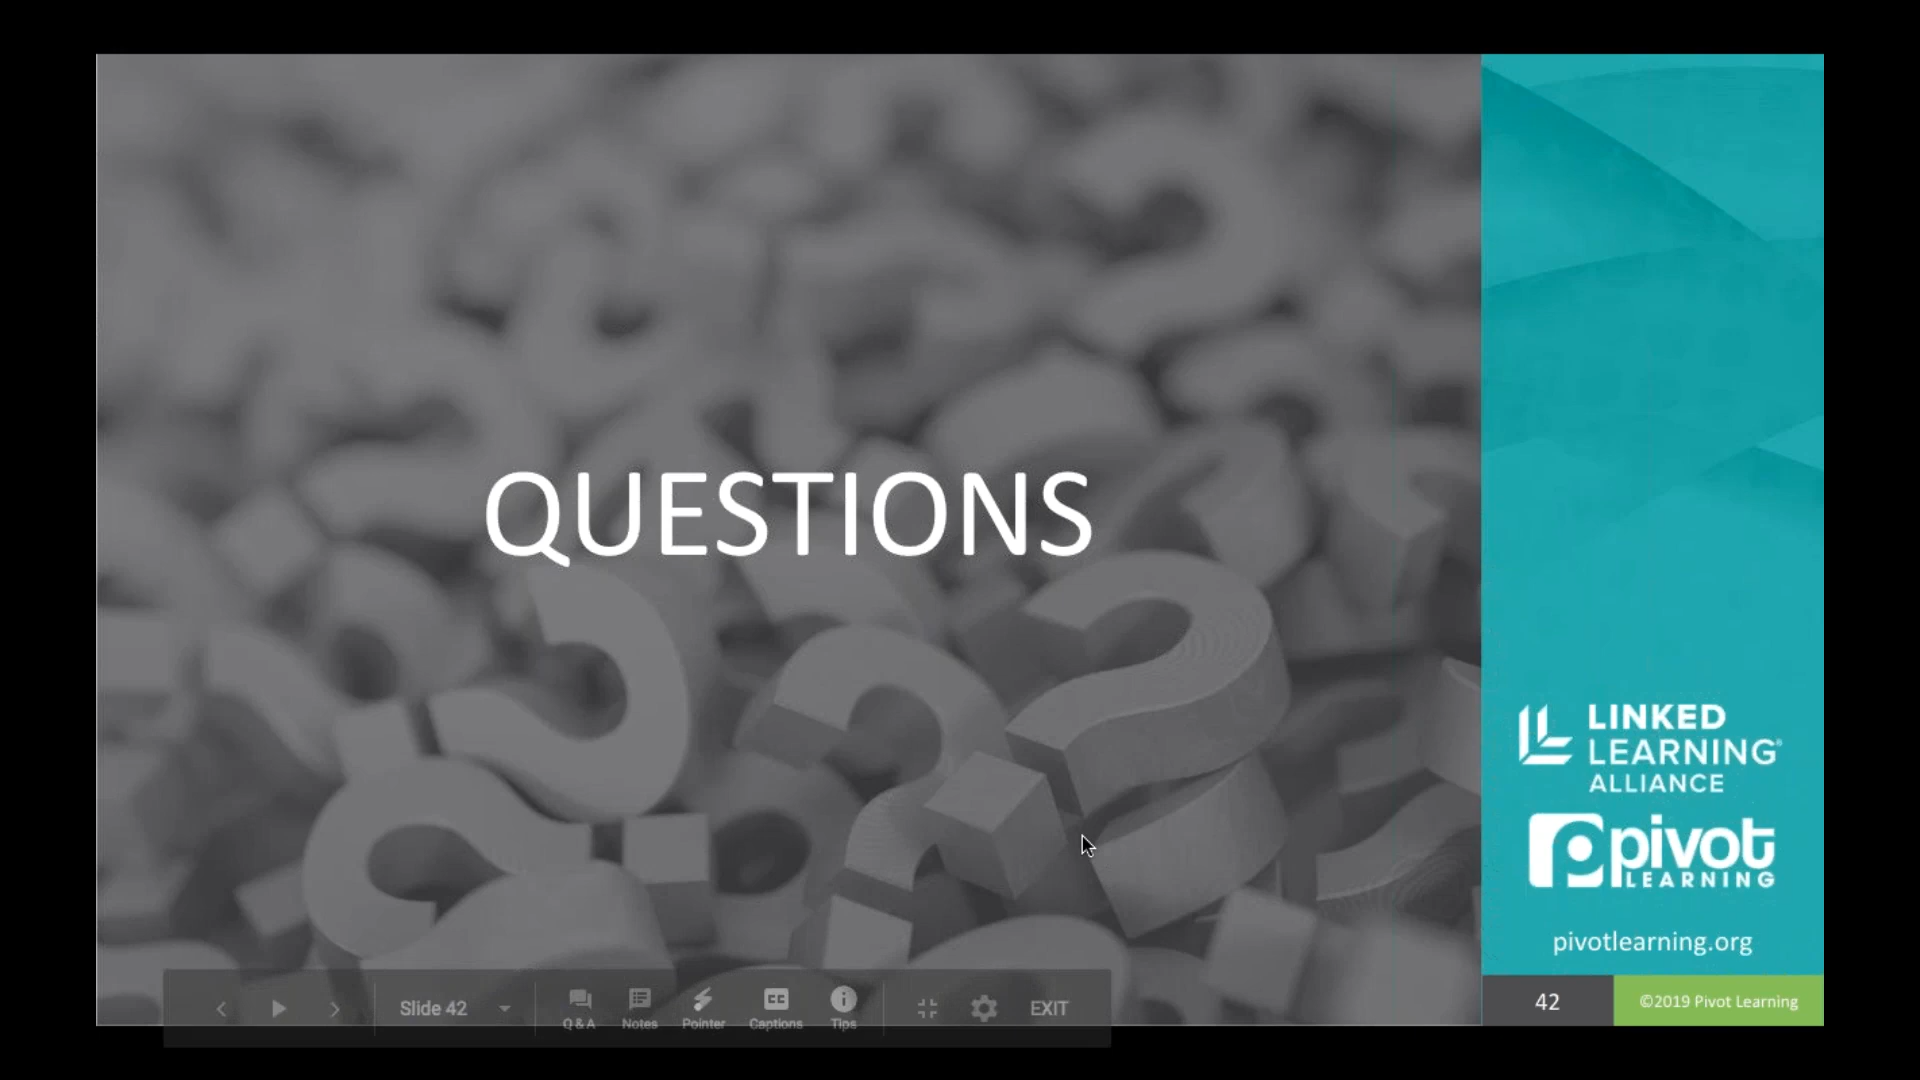 QUESTIONS
LINKED
LEARNING®
ALLIANCE
pivot
LEARNING
pivotlearning.org
42
©2019 Pivot Learning
Slide 42
Q & A
Notes
Pointer
CC
Captions
Tips
EXIT